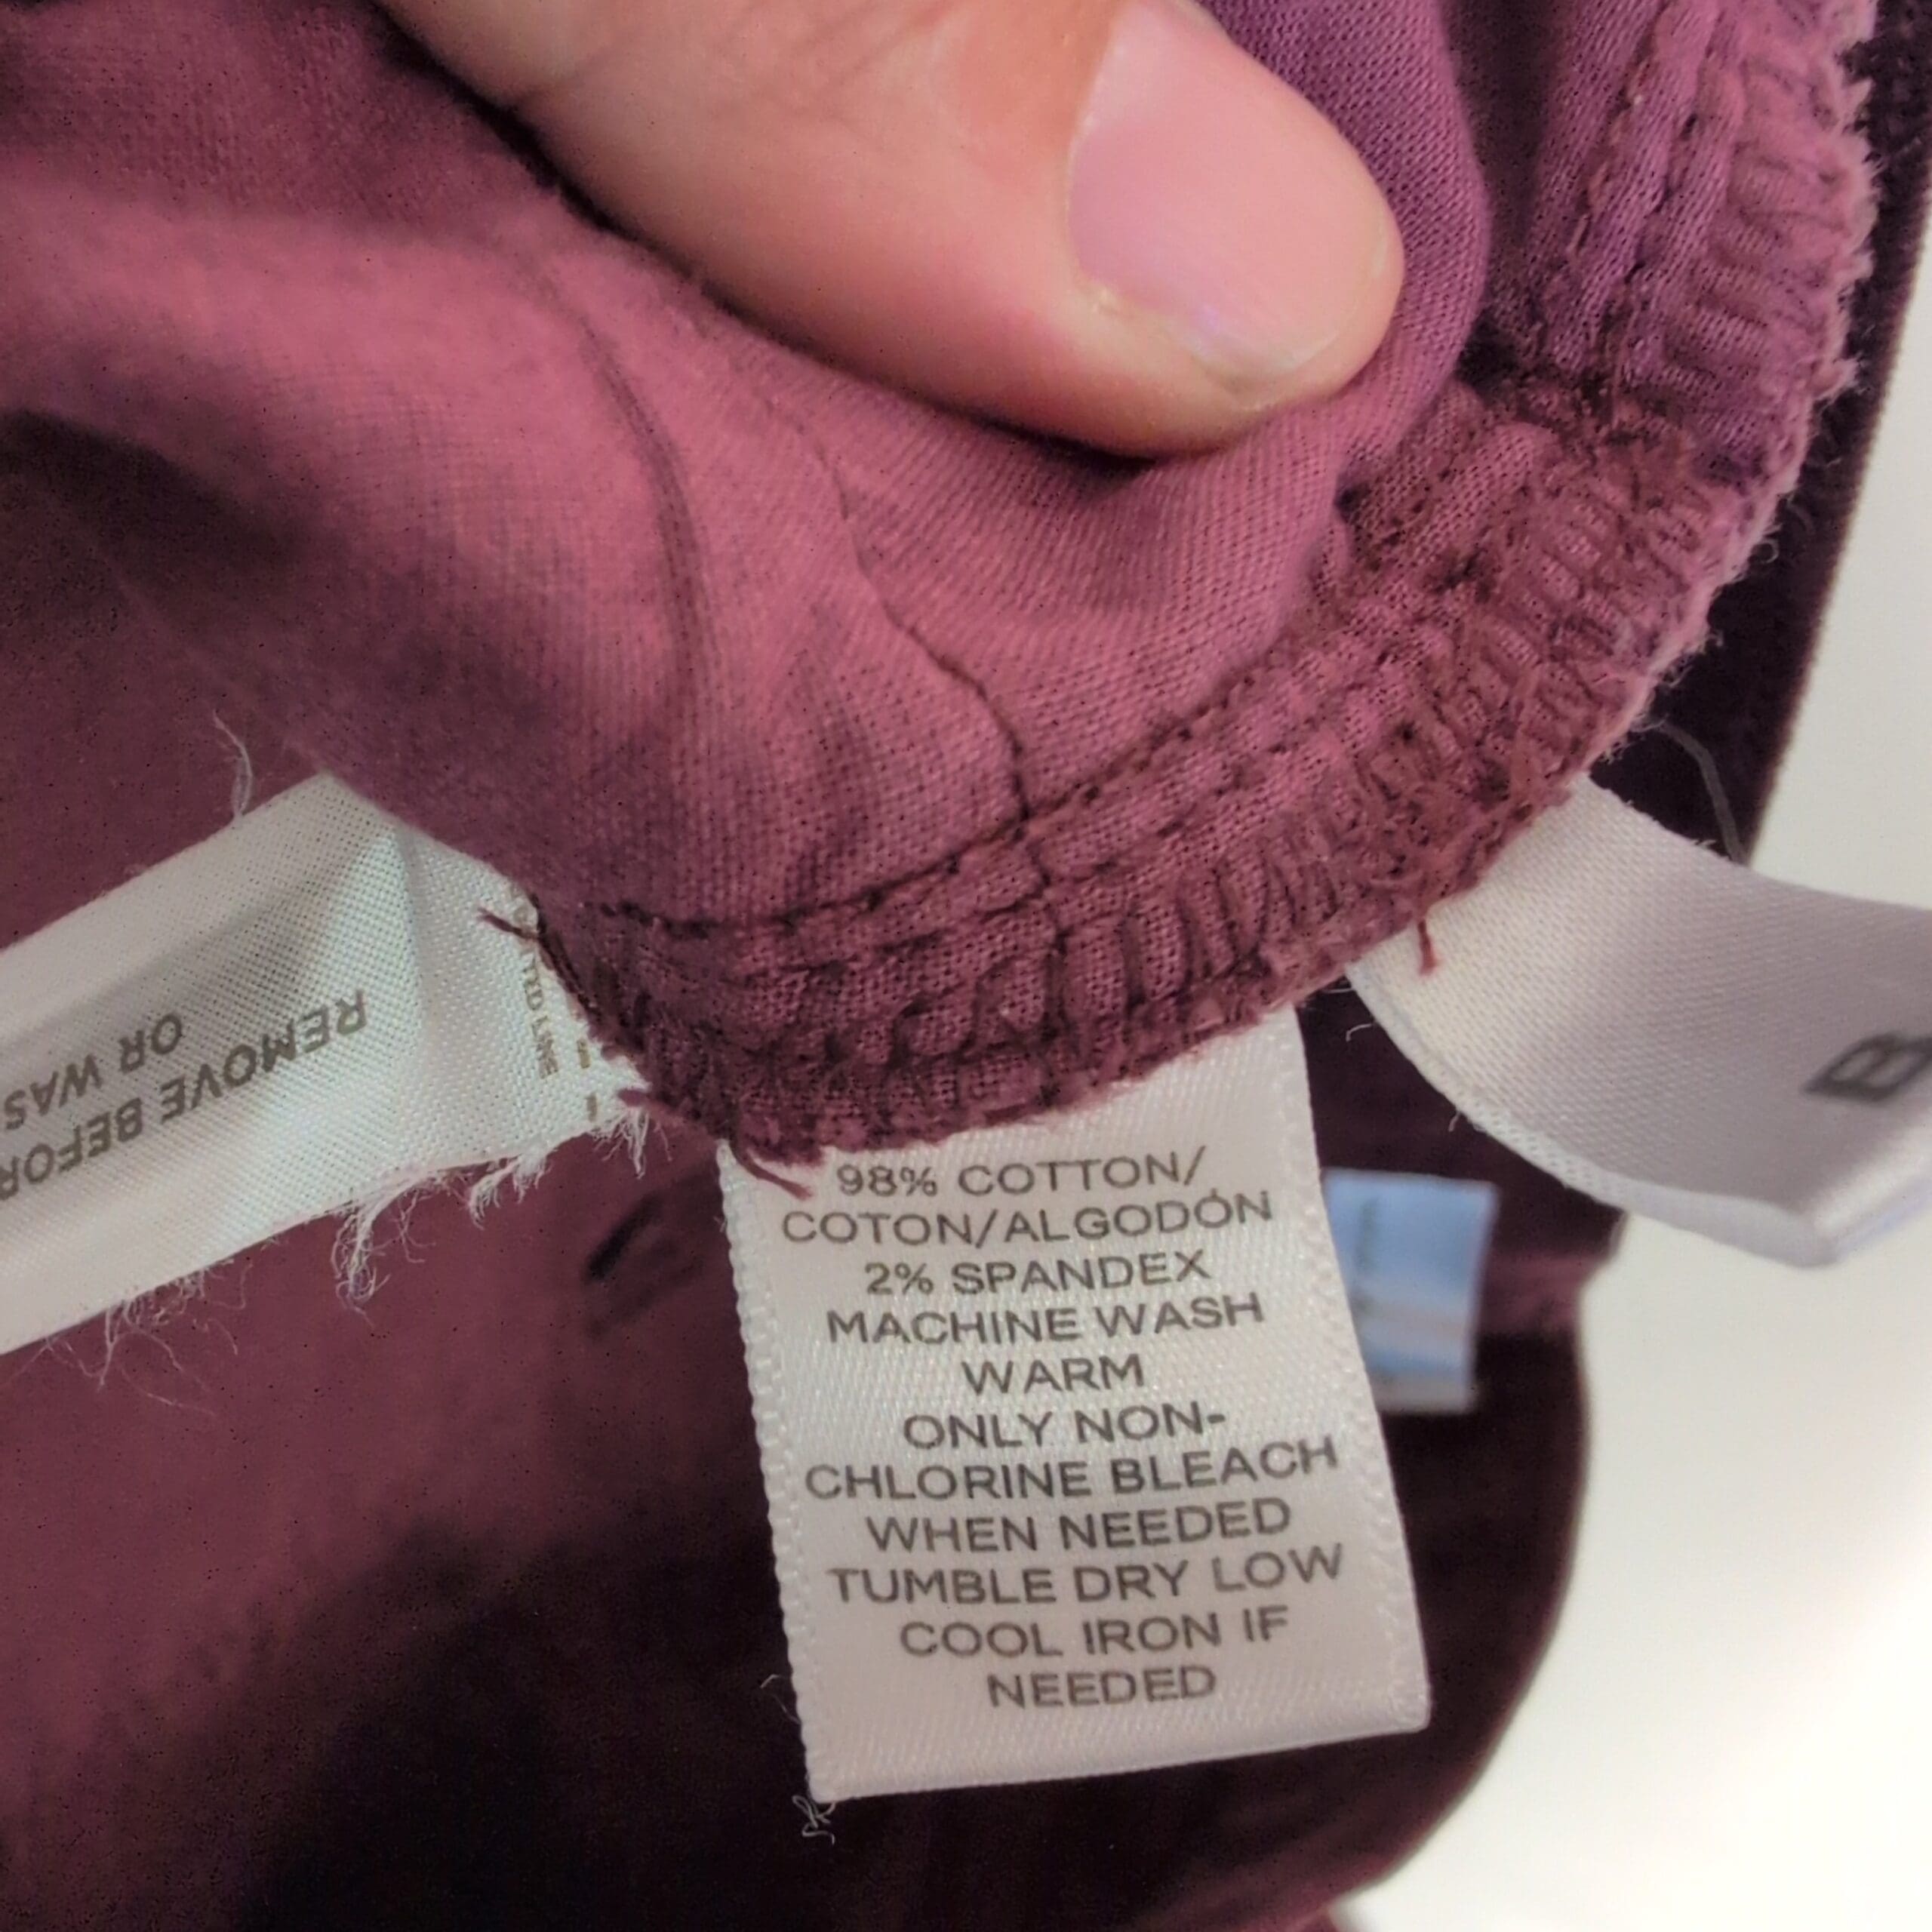 98% COTTON/
COTON/ALGODÓN
2% SPANDEX
MACHINE WASH
WARM
ONLY NON-
CHLORINE BLEACH
WHEN NEEDED
TUMBLE DRY LOW
COOL IRON IF
NEEDED
REMOVE BEFOR
OR WAS
B